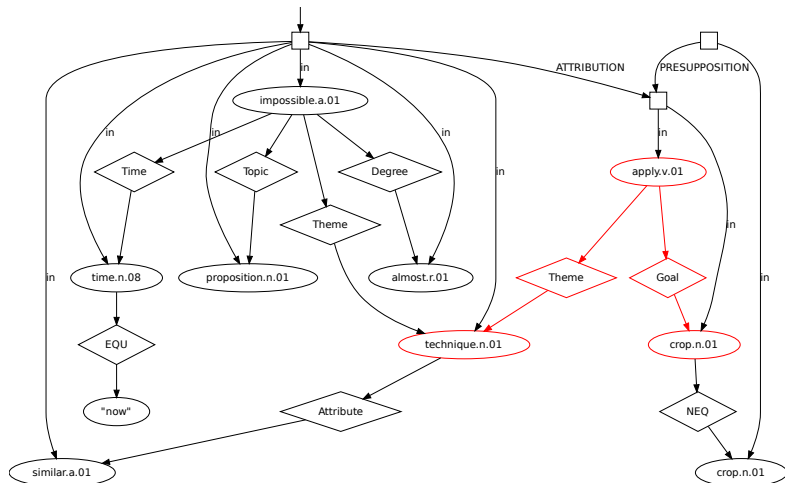 ATTRIBUTION
PRESUPPOSITION
in
impossible.a.01
in
in
in
in
in
Time
Topic
Degree
apply.v.01
in
in
Theme
in
time.n.08
proposition.n.01
almost.r.01
Theme
Goal
in
EQU
technique.n.01
crop.n.01
"now"
Attribute
NEQ
similar.a.01
crop.n.01